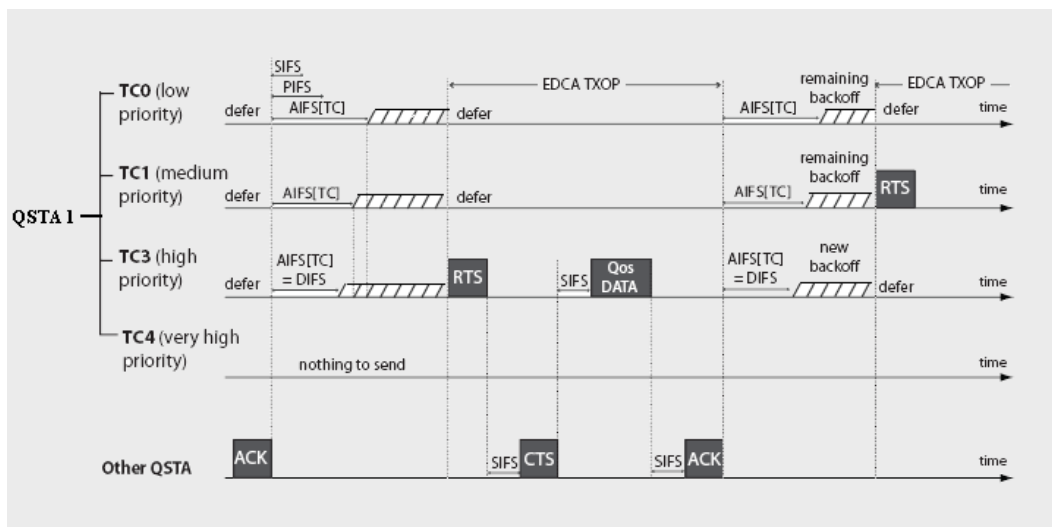 SIFS
PIFS
AIFS[TC]
TC0 (low
priority)
defer
defer
EDCA TXOP
AIFS[TC]
remaining
backoff
defer
EDCA TXOP
time
TC1 (medium
priority)
defer
AIFS[TC]
defer
AIFS[TC]
remaining
backoff
RTS
time
QSTA 1
TC3 (high
priority)
defer
AIFS[TC]
= DIFS
RTS
SIFS
Qos
DATA
AIFS[TC]
= DIFS
new
backoff
defer
time
TC4 (very high
priority)
nothing to send
time
Other QSTA
ACK
SIFS
CTS
SIFS
ACK
time